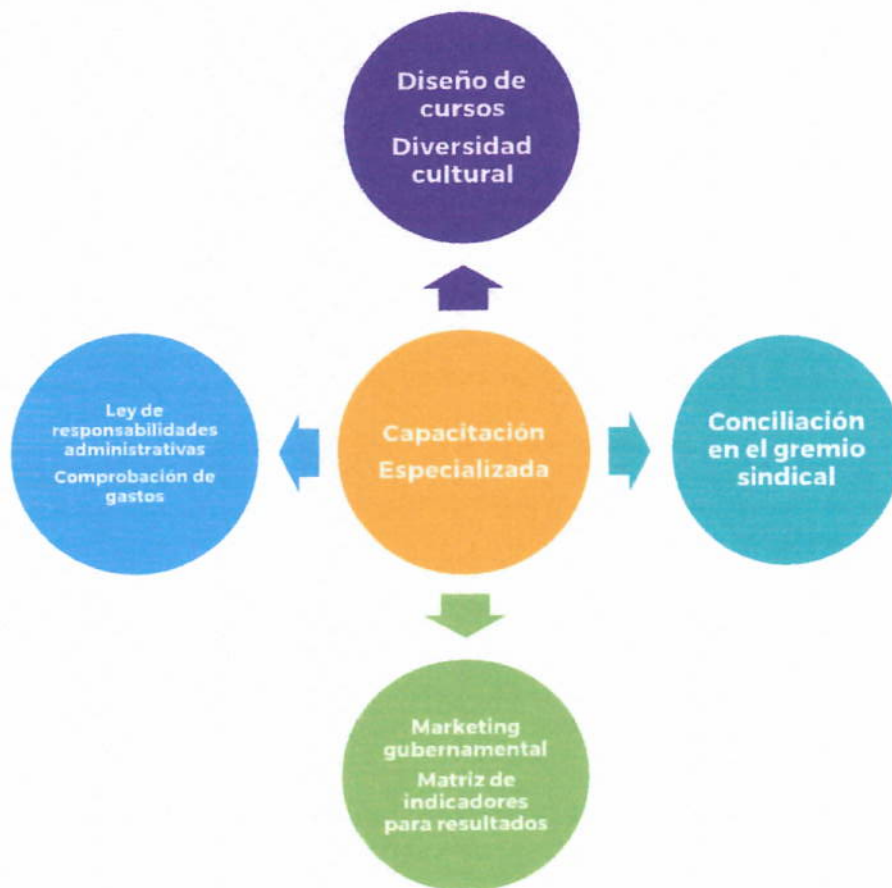 Diseño de
cursos
Diversidad
cultural
Ley de
responsabilidades
administrativas
Comprobación de
gastos
Capacitación
Especializada
Conciliación
en el gremio
sindical
Marketing
gubernamental
Matriz de
indicadores
para resultados